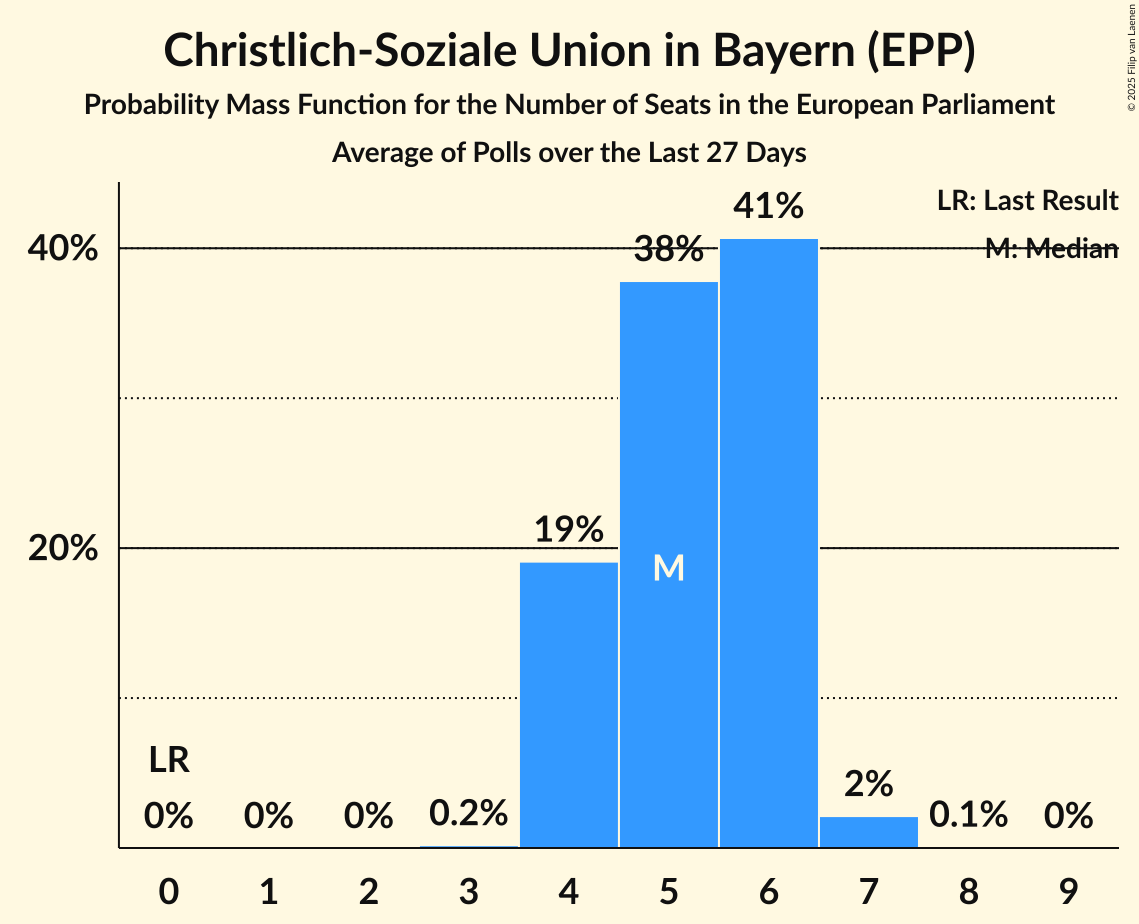 Christlich-Soziale Union in Bayern (EPP)
Probability Mass Function for the Number of Seats in the European Parliament
Average of Polls over the Last 27 Days
© 2025 Filip van Laenen
LR: Last Result
M: Median
40%
20%
LR
0%
0%
0%
0.2%
19%
38%
M
41%
2%
0.1%
0%
0 1 2 3 4 5 6 7 8 9